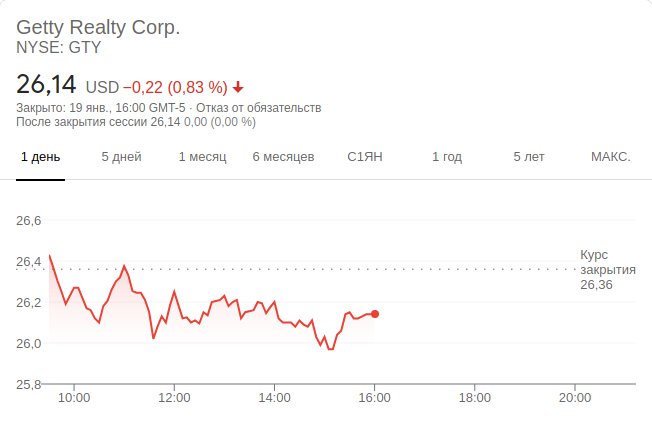 Getty Realty Corp.
NYSE: GTY
26,14 USD −0,22 (0,83 %)
Закрыто: 19 янв., 16:00 GMT-5 · Отказ от обязательств
После закрытия сессии 26,14 0,00 (0,00 %)
1 день 5 дней 1 месяц 6 месяцев С1ЯН 1 год 5 лет МАКС.
26,6
26,4
26,2
26,0
25,8
Курс
закрытия
26,36
10:00 12:00 14:00 16:00 18:00 20:00